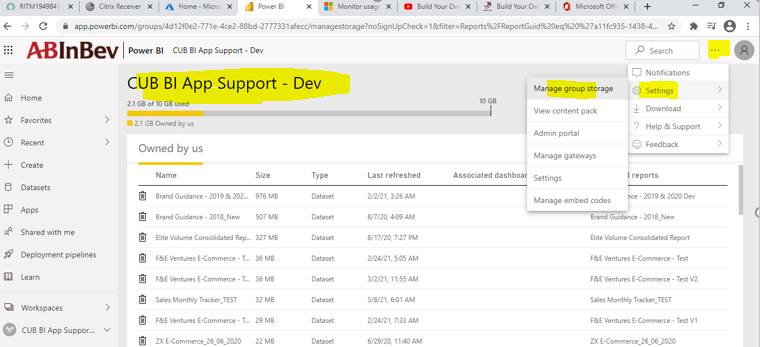 RITM1949841
Citrix Receiver
Home - Micros
Power BI
Monitor usage
Build Your Ow
Build Your Ow
Microsoft Offi
app.powerbi.com/groups/4d12f0e2-771e-4ce2-88bd-2777331afecc/managestorage?noSignUpCheck=1&filter=Reports%2FReportGuid%20eq%20%27a11fc935-1438-4...
ABInBev Power BI CUB BI App Support - Dev Search ...
Notifications
Settings
Download
Help & Support
Feedback
Manage group storage
View content pack
Admin portal
Manage gateways
Settings
Manage embed codes
Home
Favorites
Recent
Create
Datasets
Apps
Shared with me
Deployment pipelines
Learn
Workspaces
CUB BI App Support...
CUB BI App Support - Dev
2.1 GB of 10 GB used 10 GB
2.1 GB Owned by us
Owned by us
Name Size Type Last refreshed Associated dashboa d reports
Brand Guidance - 2019 & 202... 976 MB Dataset 2/2/21, 3:26 AM Brand Guidance - 2019 & 2020 Dev
Brand Guidance - 2018_New 507 MB Dataset 8/7/20, 4:09 AM Brand Guidance - 2018_New
Elite Volume Consolidated Rep... 327 MB Dataset 8/17/20, 7:27 PM Elite Volume Consolidated Report
F&E Ventures E-Commerce - T... 36 MB Dataset 2/24/21, 5:05 AM F&E Ventures E-Commerce - Test
F&E Ventures E-Commerce - T... 36 MB Dataset 3/2/21, 11:55 AM F&E Ventures E-Commerce - Test V2
Sales Monthly Tracker_TEST 32 MB Dataset 3/8/21, 6:01 AM Sales Monthly Tracker_TEST
F&E Ventures E-Commerce - T... 29 MB Dataset 2/24/21, 7:33 AM F&E Ventures E-Commerce - Test V1
ZX E-Commerce_26_06_2020 22 MB Dataset 6/29/20, 11:40 AM ZX E-Commerce_26_06_2020